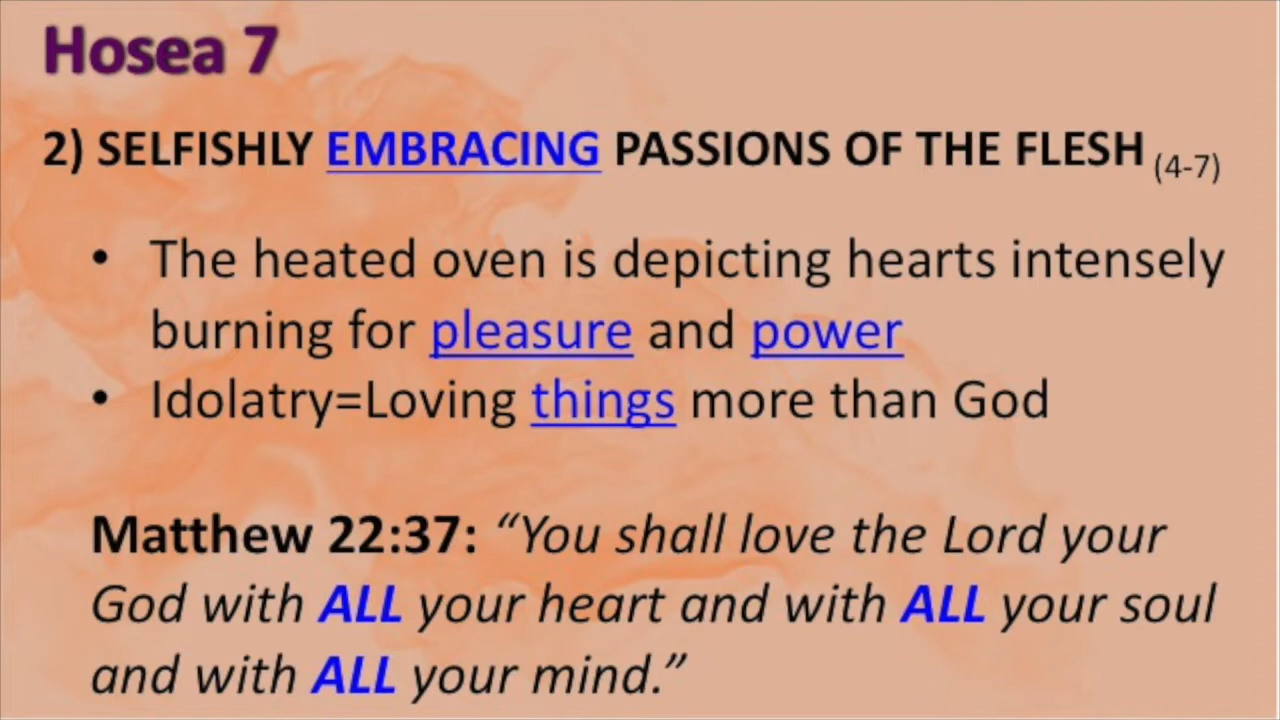 Hosea 7
2) SELFISHLY EMBRACING PASSIONS OF THE FLESH (4-7)
• The heated oven is depicting hearts intensely
burning for pleasure and power
• Idolatry=Loving things more than God
Matthew 22:37: “You shall love the Lord your
God with ALL your heart and with ALL your soul
and with ALL your mind.”